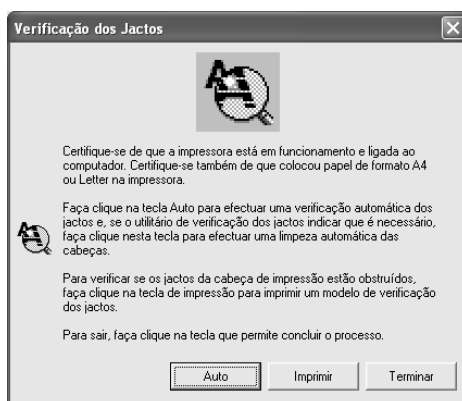 Verificação dos Jactos
Certifique-se de que a impressora está em funcionamento e ligada ao
computador. Certifique-se também de que colocou papel de formato A4
ou Letter na impressora.
Faça clique na tecla Auto para efectuar uma verificação automática dos
jactos e, se o utilitário de verificação dos jactos indicar que é necessário,
faça clique nesta tecla para efectuar uma limpeza automática das
cabeças.
Para verificar se os jactos da cabeça de impressão estão obstruídos,
faça clique na tecla de impressão para imprimir um modelo de verificação
dos jactos.
Para sair, faça clique na tecla que permite concluir o processo.
Auto Imprimir Terminar